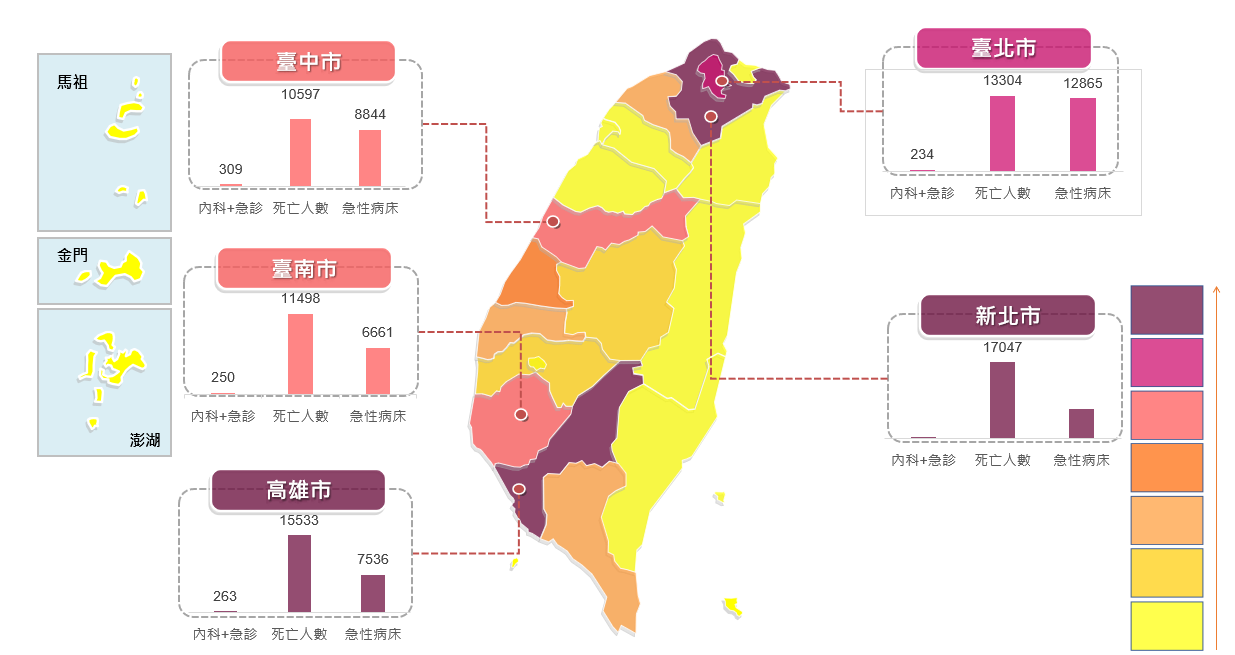 馬祖
金門
澎湖
臺中市
10597
8844
309
內科+急診 死亡人數 急性病床
臺南市
11498
6661
250
內科+急診 死亡人數 急性病床
高雄市
15533
7536
263
內科+急診 死亡人數 急性病床
臺北市
13304 12865
234
內科+急診 死亡人數 急性病床
新北市
17047
內科+急診 死亡人數 急性病床